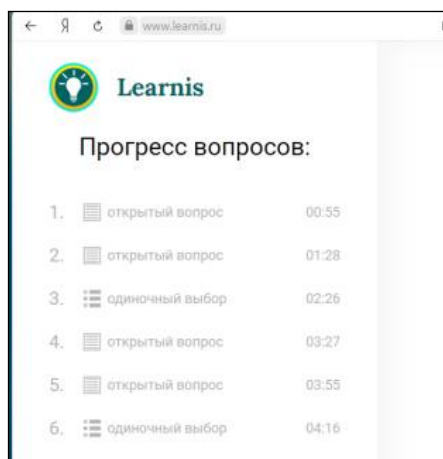 Я www.learnis.ru
Learnis
Прогресс вопросов:
1. открытый вопрос 00:55
2. открытый вопрос 01:28
3. одиночный выбор 02:26
4. открытый вопрос 03:27
5. открытый вопрос 03:55
6. одиночный выбор 04:16